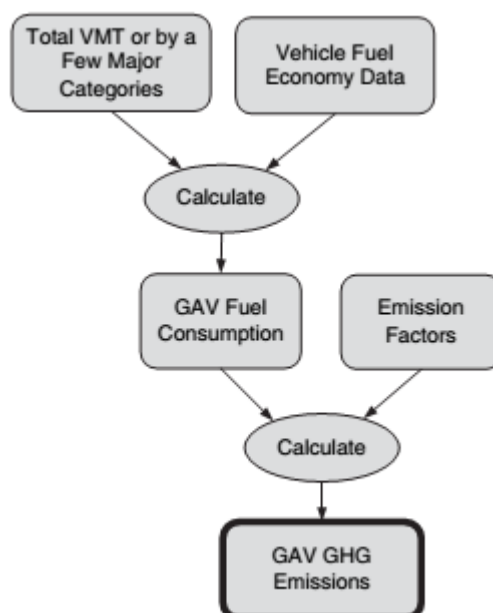 Total VMT or by a
Few Major
Categories
Vehicle Fuel
Economy Data
Calculate
GAV Fuel
Consumption
Emission
Factors
Calculate
GAV GHG
Emissions